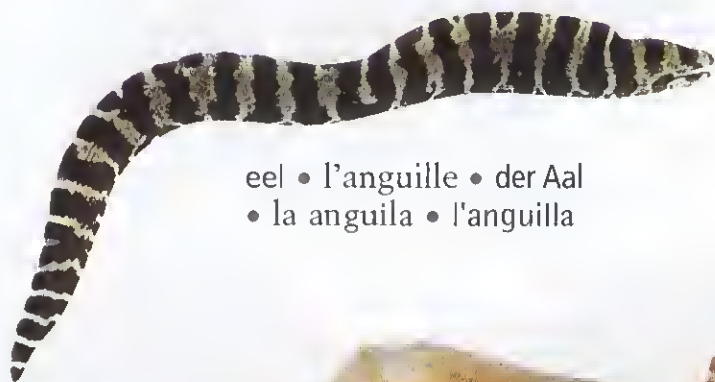 eel • l’anguille • der Aal
• la anguila • l'anguilla